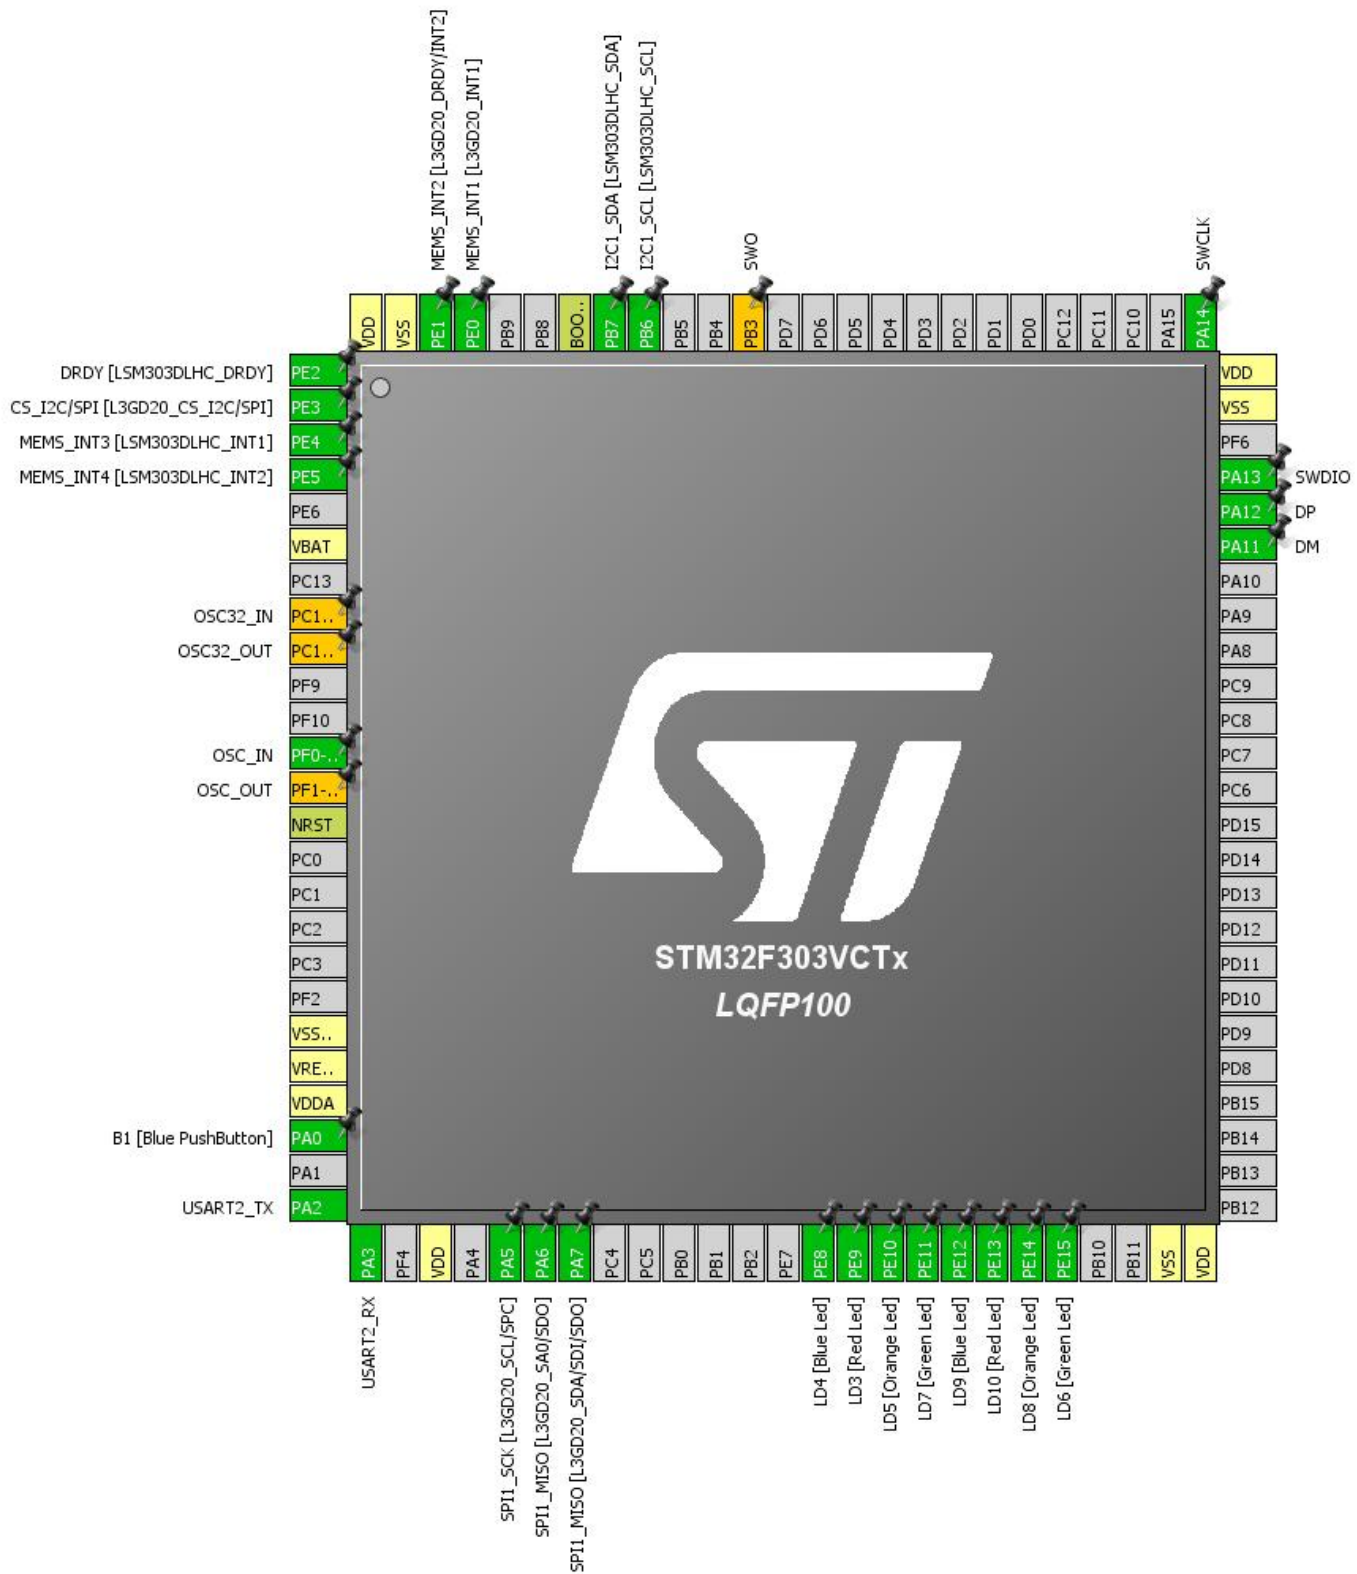 MEMS_INT2 [L3GD20_DRDY/INT2]
MEMS_INT1 [L3GD20_INT1]
I2C1_SDA [LSM303DLHC_SDA]
I2C1_SCL [LSM303DLHC_SCL]
SWO
SWCLK
VDD
VSS
PE1
PE0
PB9
PB8
BOO..
PB7
PB6
PB5
PB4
PB3
PD7
PD6
PD5
PD4
PD3
PD2
PD1
PD0
PC12
PC11
PC10
PA15
PA14
DRDY [LSM303DLHC_DRDY] PE2
CS_I2C/SPI [L3GD20_CS_I2C/SPI] PE3
MEMS_INT3 [LSM303DLHC_INT1] PE4
MEMS_INT4 [LSM303DLHC_INT2] PE5
PE6
VBAT
PC13
OSC32_IN PC1..
OSC32_OUT PC1..
PF9
PF10
OSC_IN PF0-..
OSC_OUT PF1-..
NRST
PC0
PC1
PC2
PC3
PF2
VSS..
VRE..
VDDA
B1 [Blue PushButton] PA0
PA1
USART2_TX PA2
VDD
VSS
PF6
PA13 SWDIO
PA12 DP
PA11 DM
PA10
PA9
PA8
PC9
PC8
PC7
PC6
PD15
PD14
PD13
PD12
PD11
PD10
PD9
PD8
PB15
PB14
PB13
PB12
STM32F303VCTx
LQFP100
PA3
PF4
VDD
PA4
PA5
PA6
PA7
PC4
PC5
PB0
PB1
PB2
PE7
PE8
PE9
PE10
PE11
PE12
PE13
PE14
PE15
PB10
PB11
VSS
VDD
USART2_RX
SPI1_SCK [L3GD20_SCL/SPC]
SPI1_MISO [L3GD20_SA0/SDO]
SPI1_MISO [L3GD20_SDA/SDI/SDO]
LD4 [Blue Led]
LD3 [Red Led]
LD5 [Orange Led]
LD7 [Green Led]
LD9 [Blue Led]
LD10 [Red Led]
LD8 [Orange Led]
LD6 [Green Led]